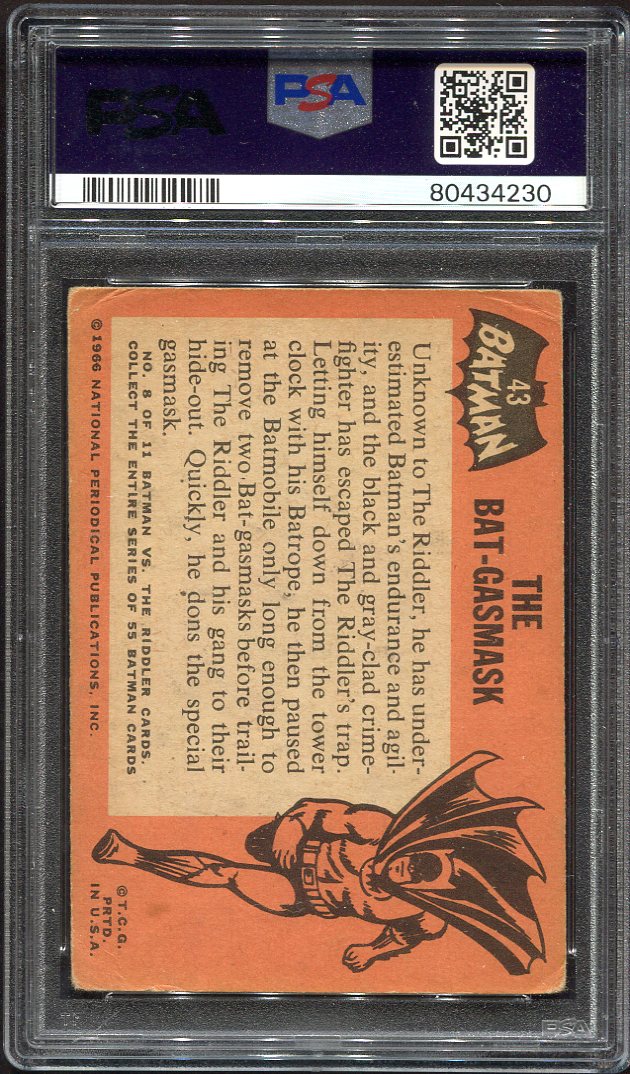 PSA
PSA
80434230
BATMAN
43
THE
BAT-GASMASK
Unknown to The Riddler, he has under-
estimated Batman's endurance and agil-
ity, and the black and gray-clad crime-
fighter has escaped The Riddler's trap.
Letting himself down from the tower
clock with his Batrope, he then paused
at the Batmobile only long enough to
remove two Bat-gasmasks before trail-
ing The Riddler and his gang to their
hide-out. Quickly, he dons the special
gasmask.
NO. 8 OF 11 BATMAN VS. THE RIDDLER CARDS.
COLLECT THE ENTIRE SERIES OF 55 BATMAN CARDS
© 1966 NATIONAL PERIODICAL PUBLICATIONS, INC.
© T.C.G.
PRTD.
IN U.S.A.
PSA